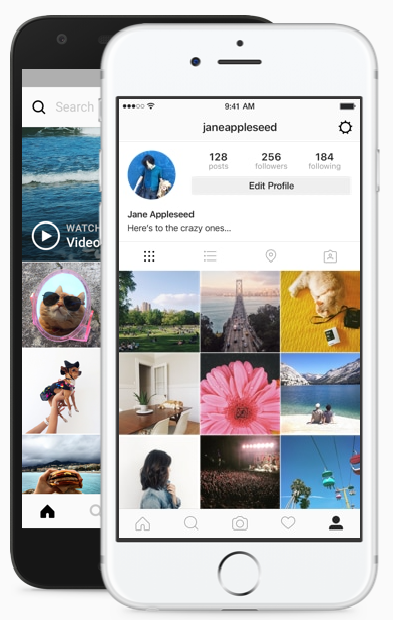 Search
WATCH
Video
9:41 AM
janeappleseed
128
256
184
posts
followers
following
Edit Profile
Jane Appleseed
Here's to the crazy ones...